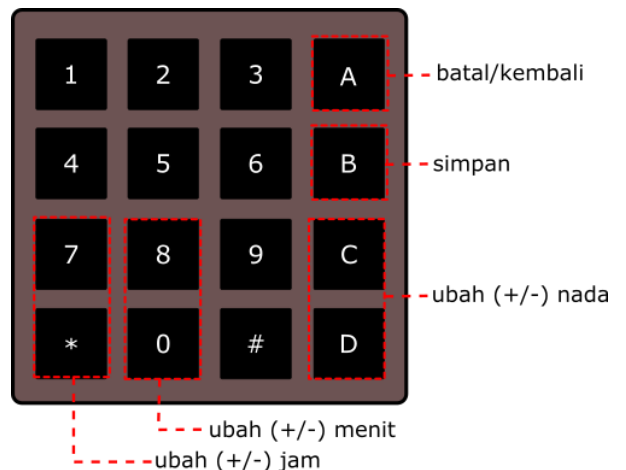 1 2 3 A batal/kembali
4 5 6 B simpan
7 8 9 C
ubah (+/-) nada
* 0 # D
ubah (+/-) menit
ubah (+/-) jam